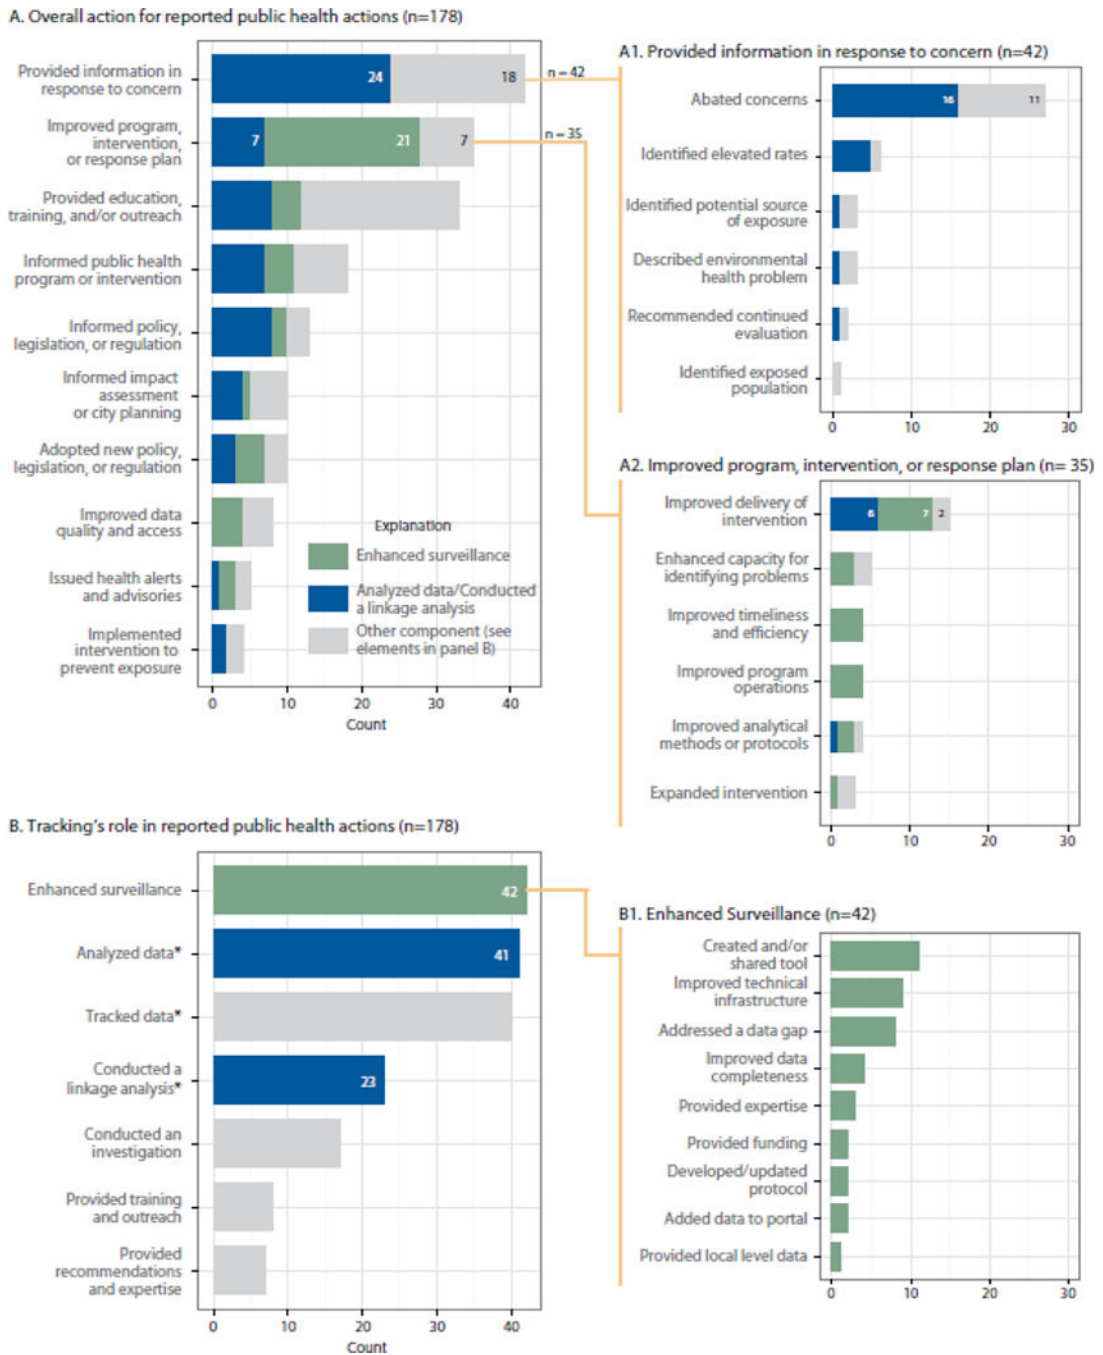 A. Overall action for reported public health actions (n=178)
Provided information in
response to concern
24
18
n = 42
Improved program,
intervention,
or response plan
7
21
7
n = 35
Provided education,
training, and/or outreach
Informed public health
program or intervention
Informed policy,
legislation, or regulation
Informed impact
assessment
or city planning
Adopted new policy,
legislation, or regulation
Improved data
quality and access
Issued health alerts
and advisories
Implemented
intervention to
prevent exposure
Explanation
Enhanced surveillance
Analyzed data/Conducted
a linkage analysis
Other component (see
elements in panel B)
0 10 20 30 40
Count
A1. Provided information in response to concern (n=42)
Abated concerns
16
11
Identified elevated rates
Identified potential source
of exposure
Described environmental
health problem
Recommended continued
evaluation
Identified exposed
population
0 10 20 30
A2. Improved program, intervention, or response plan (n= 35)
Improved delivery of
intervention
6
7
2
Enhanced capacity for
identifying problems
Improved timeliness
and efficiency
Improved program
operations
Improved analytical
methods or protocols
Expanded intervention
0 10 20 30
B. Tracking's role in reported public health actions (n=178)
Enhanced surveillance
42
Analyzed data*
41
Tracked data*
Conducted a
linkage analysis*
23
Conducted an
investigation
Provided training
and outreach
Provided
recommendations
and expertise
0 10 20 30 40
Count
B1. Enhanced Surveillance (n=42)
Created and/or
shared tool
Improved technical
infrastructure
Addressed a data gap
Improved data
completeness
Provided expertise
Provided funding
Developed/updated
protocol
Added data to portal
Provided local level data
0 10 20 30